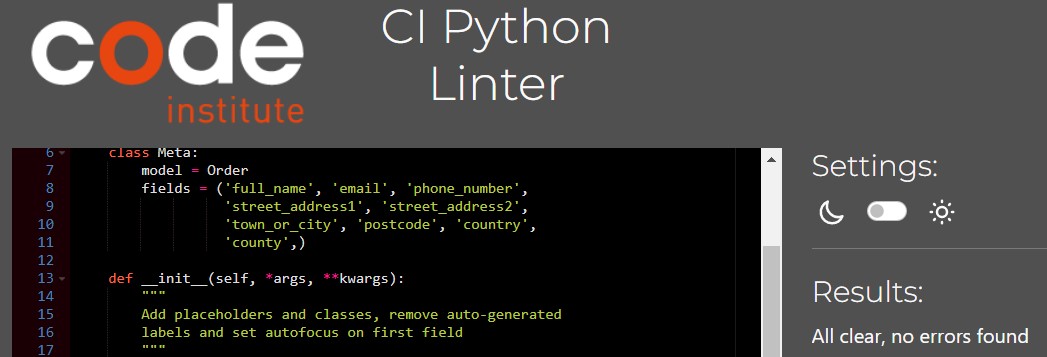 code
institute
CI Python
Linter
6 class Meta:
7 model = Order
8 fields = ('full_name', 'email', 'phone_number',
9 'street_address1', 'street_address2',
10 'town_or_city', 'postcode', 'country',
11 'county',)
12
13 def __init__(self, *args, **kwargs):
14 """
15 Add placeholders and classes, remove auto-generated
16 labels and set autofocus on first field
17 """
Settings:
Results:
All clear, no errors found